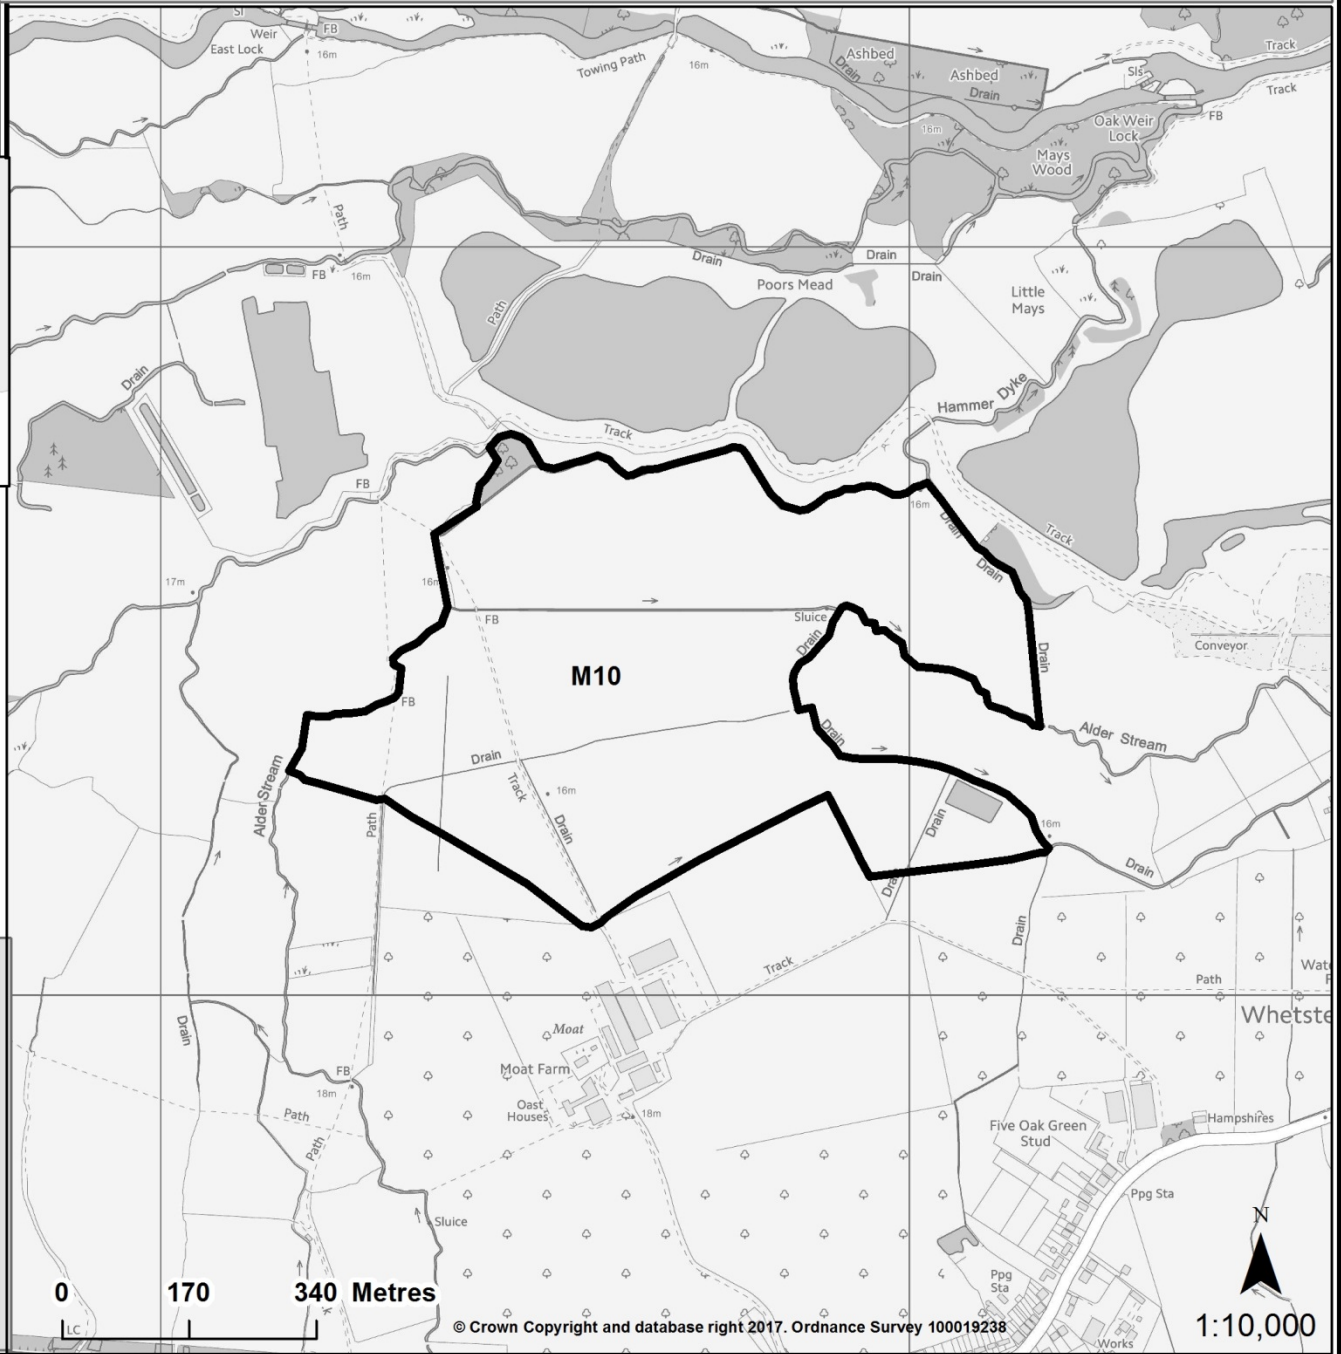 Sl
Weir
FB
East Lock
16m
Towing Path
16m
Ashbed
Drain
Ashbed
Drain
Sls
Track
Track
Oak Weir
Lock
FB
16m
Mays
Wood
Path
FB
16m
Drain
Drain
Drain
Poors Mead
Little
Mays
Path
Drain
Hammer Dyke
Track
FB
16m
Drain
Track
Drain
17m
16m
FB
Sluice
Drain
Drain
Conveyor
M10
FB
Drain
Alder Stream
Drain
Track
16m
Drain
Alder Stream
Path
Drain
16m
Drain
Drain
Track
Path
Whetste
Drain
Moat
Moat Farm
FB
18m
Oast
Houses
18m
Path
Path
Five Oak Green
Stud
Hampshires
Ppg Sta
Sluice
Ppg
Sta
N
0 170 340 Metres
LC
© Crown Copyright and database right 2017. Ordnance Survey 100019238
1:10,000
Works